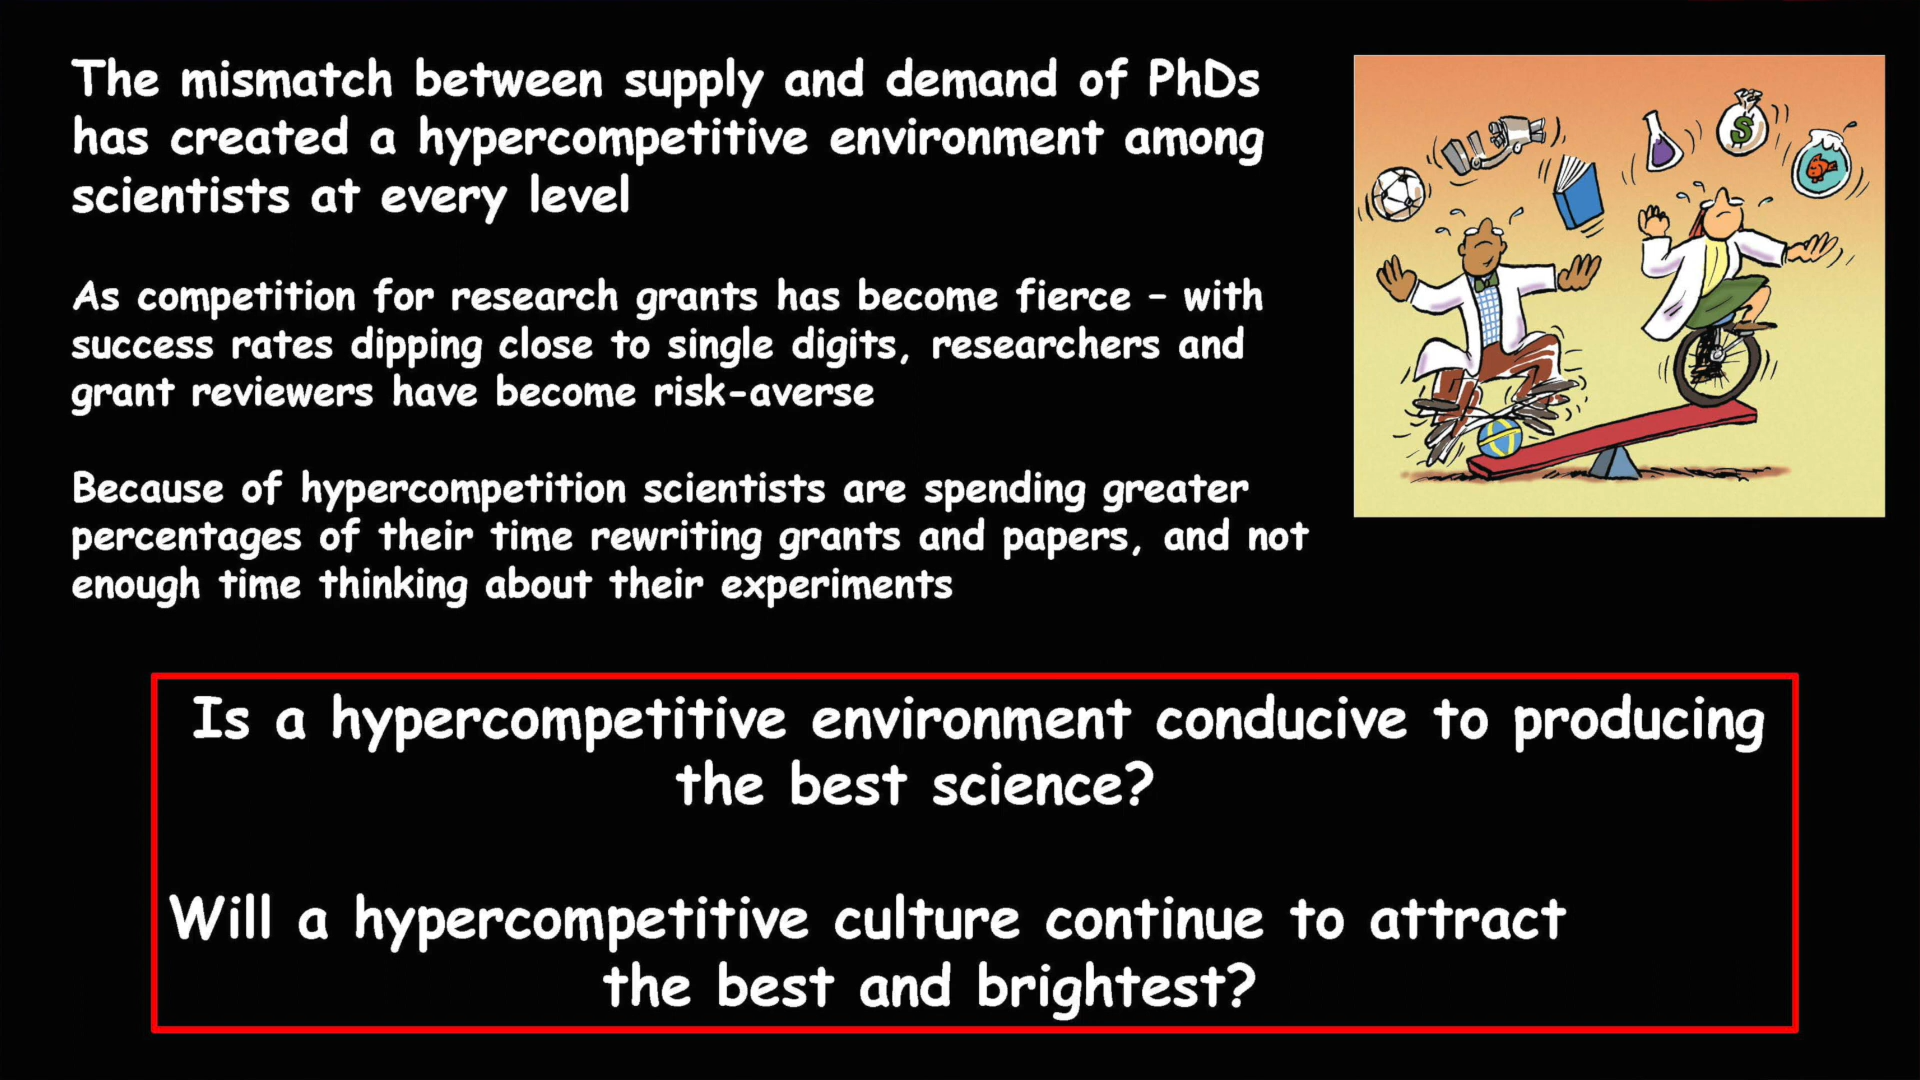 The mismatch between supply and demand of PhDs
has created a hypercompetitive environment among
scientists at every level
As competition for research grants has become fierce – with
success rates dipping close to single digits, researchers and
grant reviewers have become risk-averse
Because of hypercompetition scientists are spending greater
percentages of their time rewriting grants and papers, and not
enough time thinking about their experiments
$
Is a hypercompetitive environment conducive to producing
the best science?
Will a hypercompetitive culture continue to attract
the best and brightest?